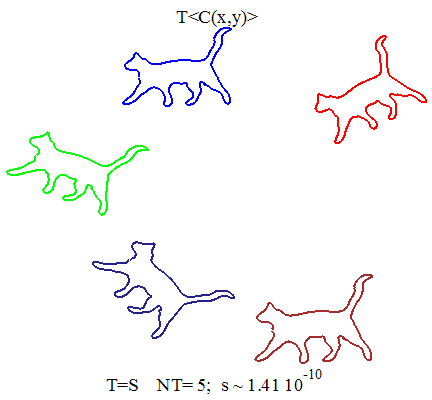 T<C(x,y)>
T=S NT= 5; s ~ 1.41 10^-10